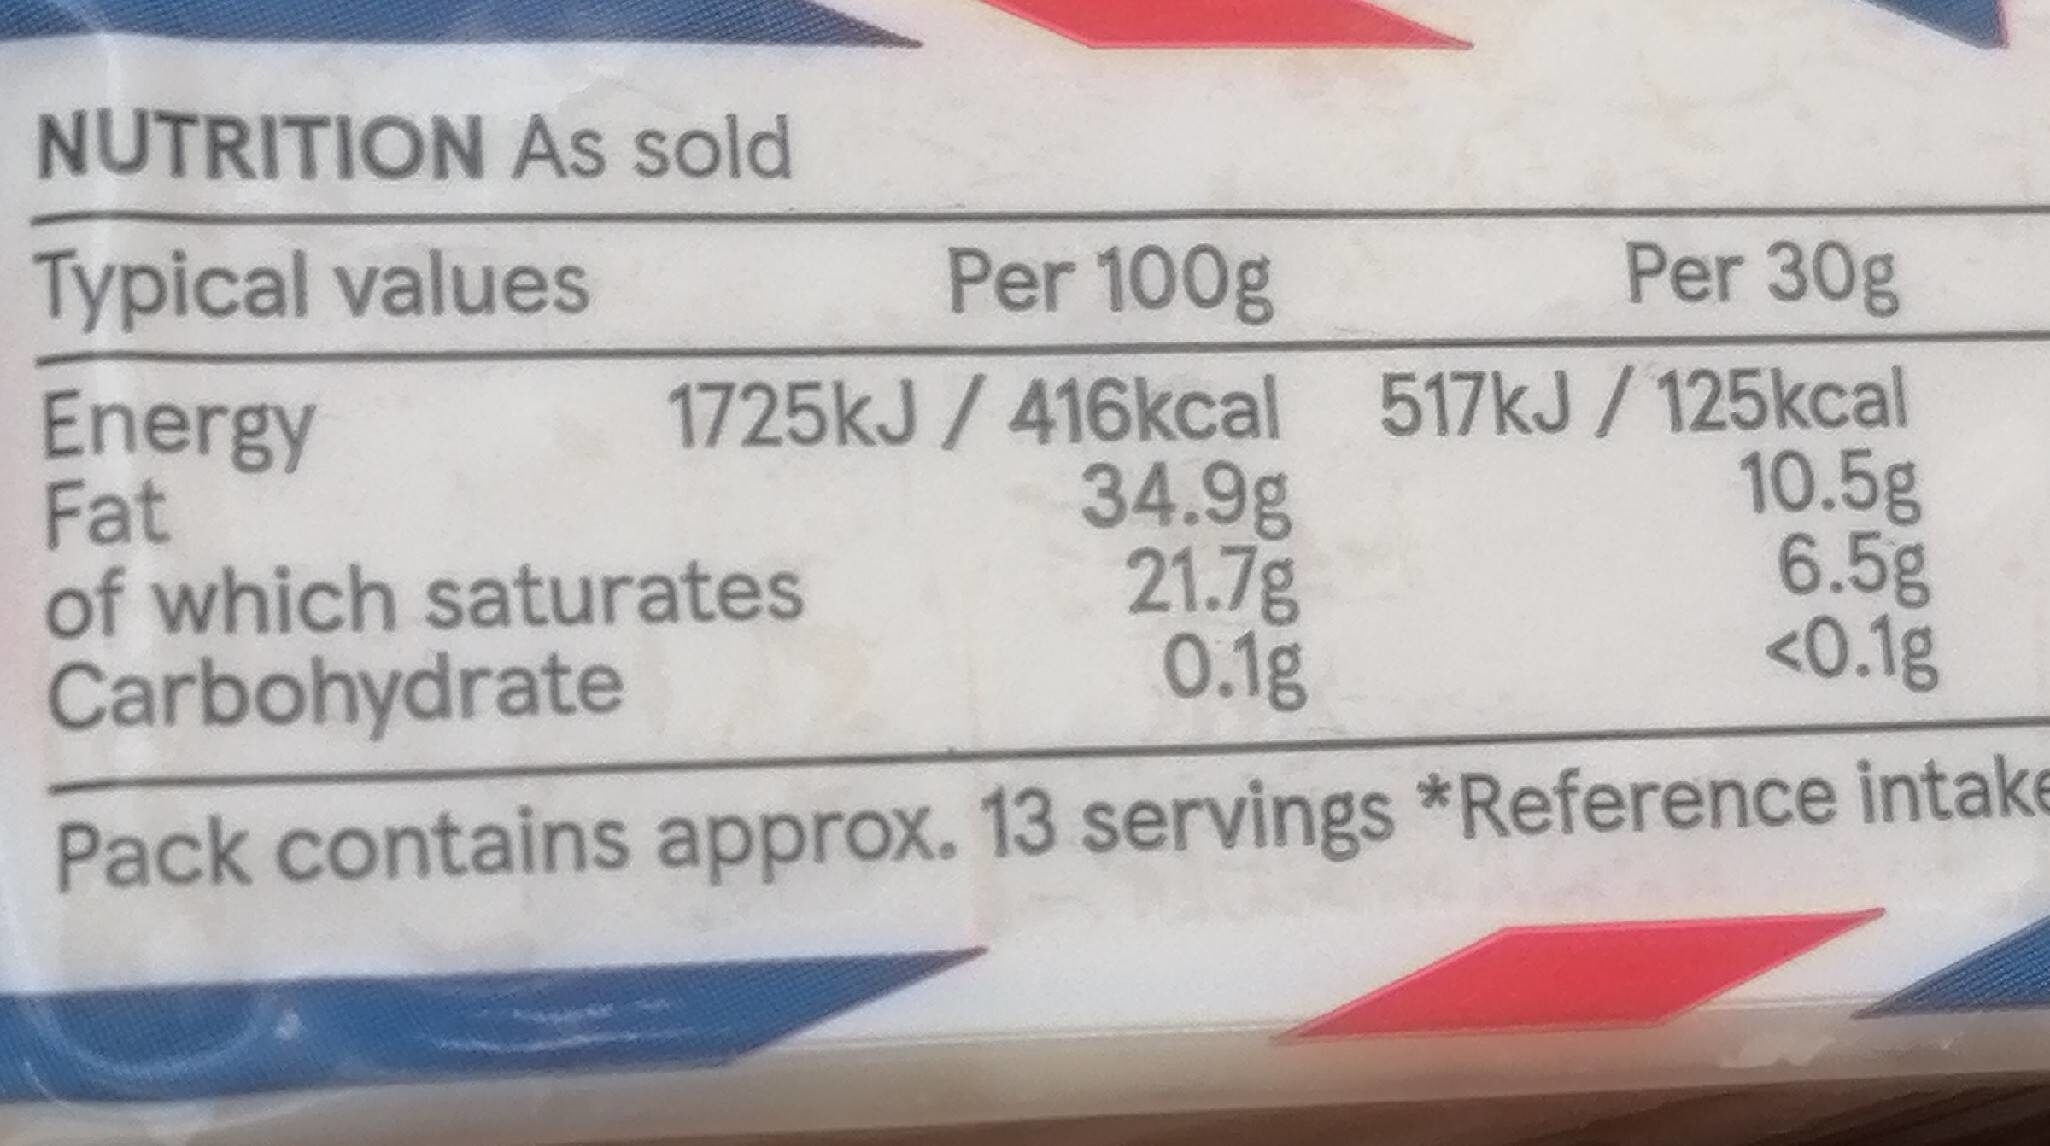 NUTRITION As sold
Typical values Per 100g Per 30g
Energy 1725kJ / 416kcal 517kJ / 125kcal
Fat 34.9g 10.5g
of which saturates 21.7g 6.5g
Carbohydrate 0.1g <0.1g
Pack contains approx. 13 servings *Reference intake